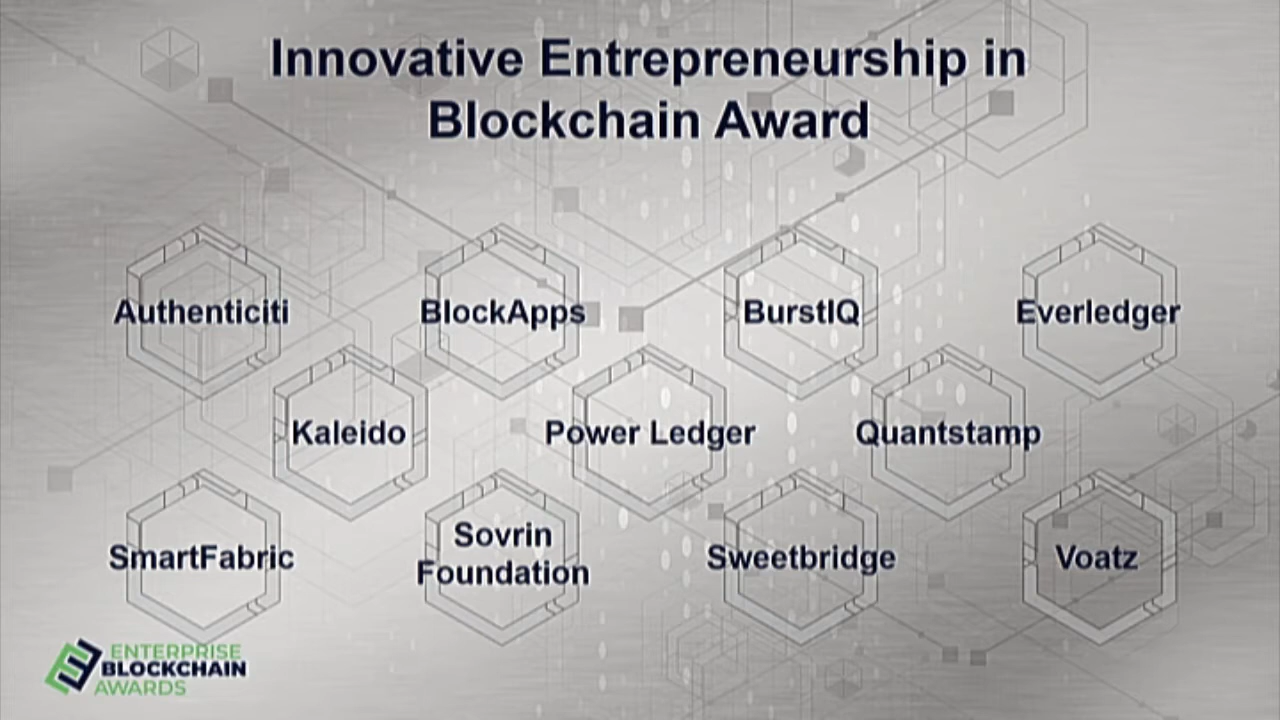 Innovative Entrepreneurship in
Blockchain Award
Authenticiti
BlockApps
BurstIQ
Everledger
Kaleido
Power Ledger
Quantstamp
SmartFabric
Sovrin
Foundation
Sweetbridge
Voatz
ENTERPRISE
BLOCKCHAIN
AWARDS